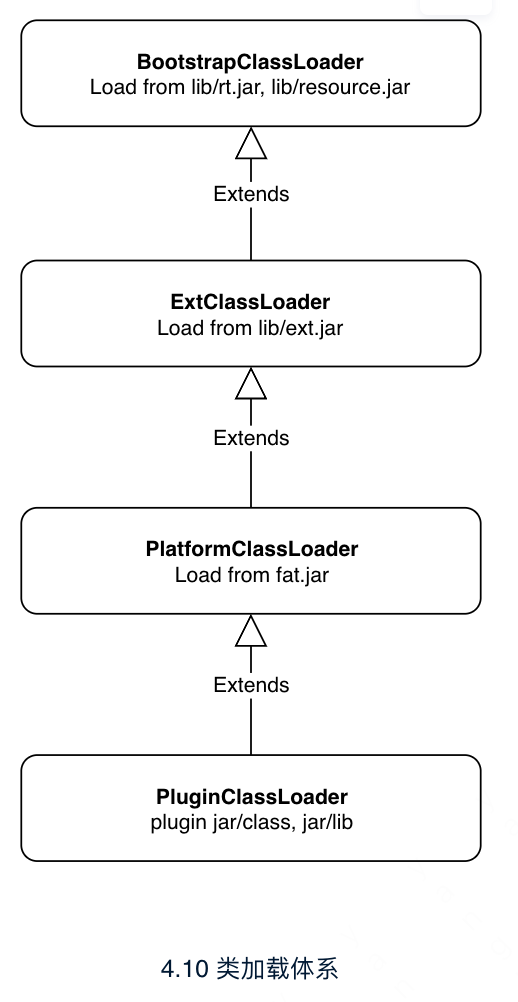 BootstrapClassLoader
Load from lib/rt.jar, lib/resource.jar
Extends
ExtClassLoader
Load from lib/ext.jar
Extends
PlatformClassLoader
Load from fat.jar
Extends
PluginClassLoader
plugin jar/class, jar/lib
4.10 类加载体系